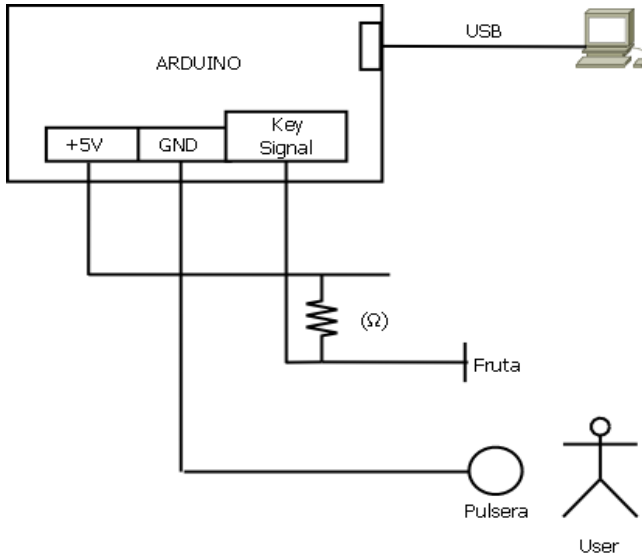 USB
ARDUINO
+5V
GND
Key
Signal
(Ω)
Fruta
Pulsera
User